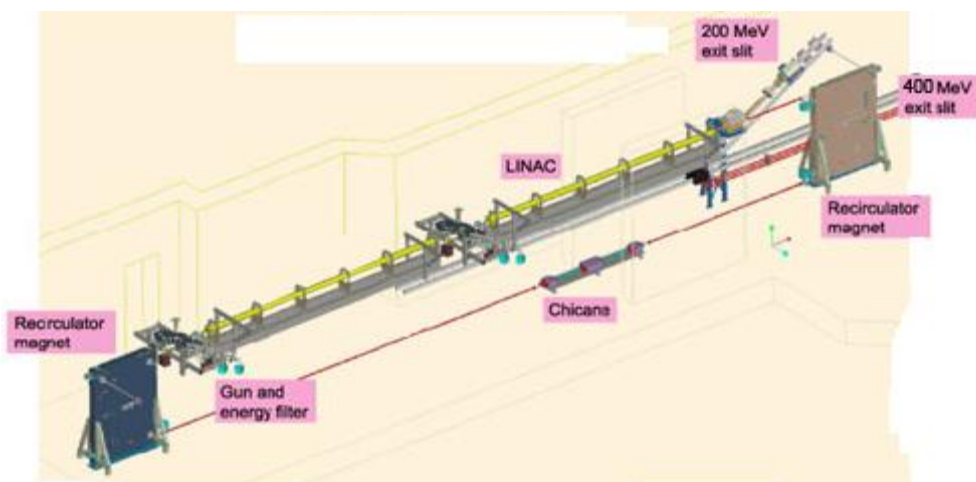 200 MeV
exit slit
400 MeV
exit slit
LINAC
Recirculator
magnet
Chicane
Recirculator
magnet
Gun and
energy filter